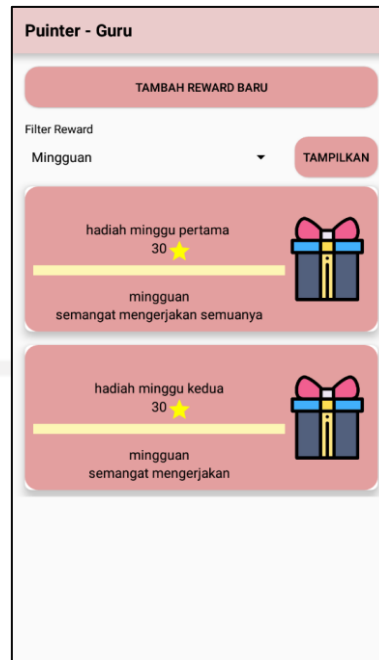 Puinter - Guru
TAMBAH REWARD BARU
Filter Reward
Mingguan
TAMPILKAN
hadiah minggu pertama
30
mingguan
semangat mengerjakan semuanya
hadiah minggu kedua
30
mingguan
semangat mengerjakan